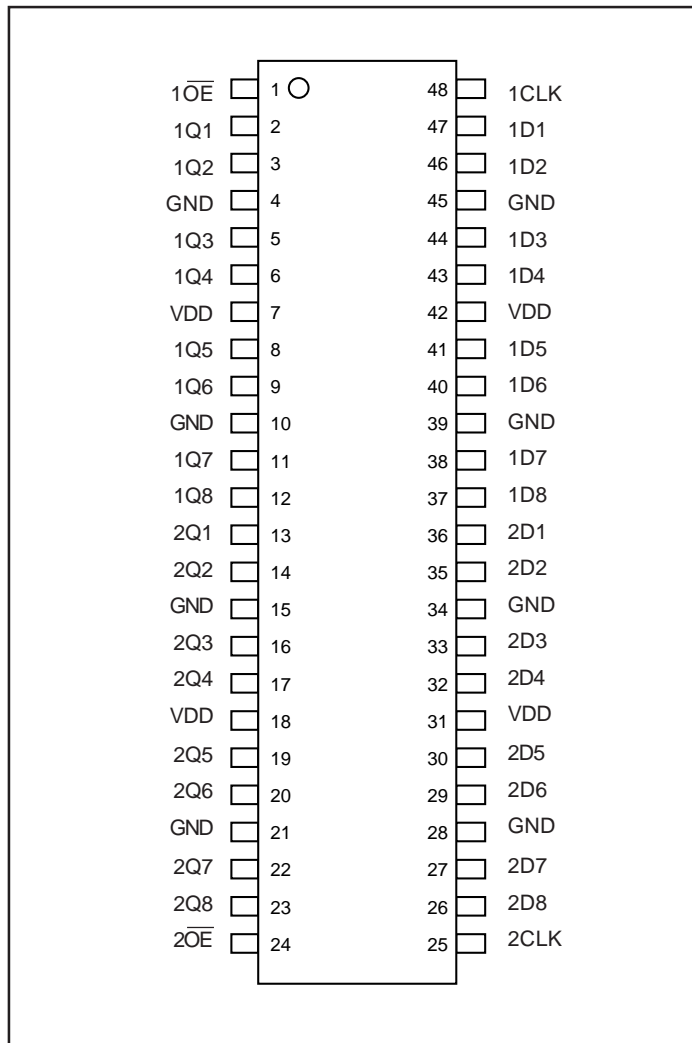 1O̅E̅ 1 48 1CLK
1Q1 2 47 1D1
1Q2 3 46 1D2
GND 4 45 GND
1Q3 5 44 1D3
1Q4 6 43 1D4
VDD 7 42 VDD
1Q5 8 41 1D5
1Q6 9 40 1D6
GND 10 39 GND
1Q7 11 38 1D7
1Q8 12 37 1D8
2Q1 13 36 2D1
2Q2 14 35 2D2
GND 15 34 GND
2Q3 16 33 2D3
2Q4 17 32 2D4
VDD 18 31 VDD
2Q5 19 30 2D5
2Q6 20 29 2D6
GND 21 28 GND
2Q7 22 27 2D7
2Q8 23 26 2D8
2O̅E̅ 24 25 2CLK